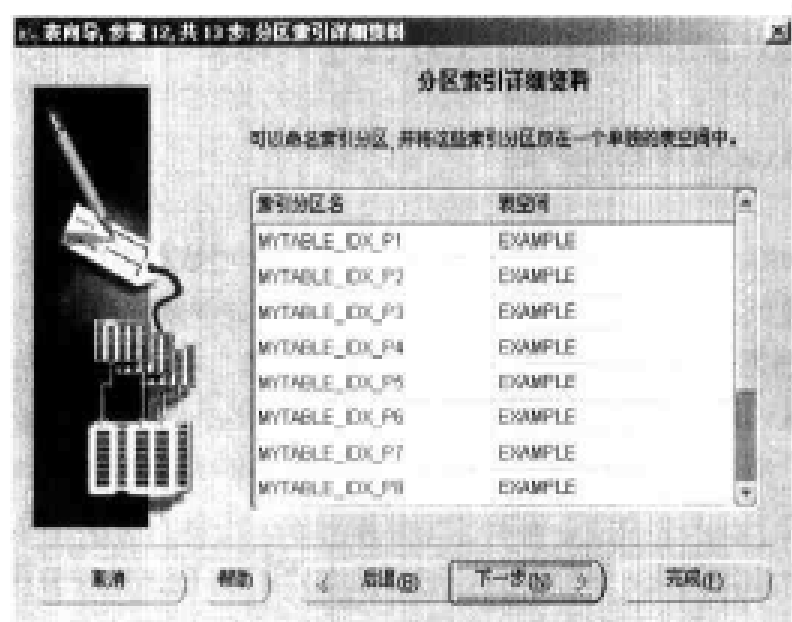 表向导, 步骤 12, 共 13 步: 分区索引详细资料
分区索引详细资料
可以命名索引分区, 并将这些索引分区放在一个单独的表空间中。
索引分区名 表空间
MYTABLE_IDX_P1 EXAMPLE
MYTABLE_IDX_P2 EXAMPLE
MYTABLE_IDX_P3 EXAMPLE
MYTABLE_IDX_P4 EXAMPLE
MYTABLE_IDX_P5 EXAMPLE
MYTABLE_IDX_P6 EXAMPLE
MYTABLE_IDX_P7 EXAMPLE
MYTABLE_IDX_P8 EXAMPLE
取消 帮助 后退(B) 下一步(N) 完成(F)